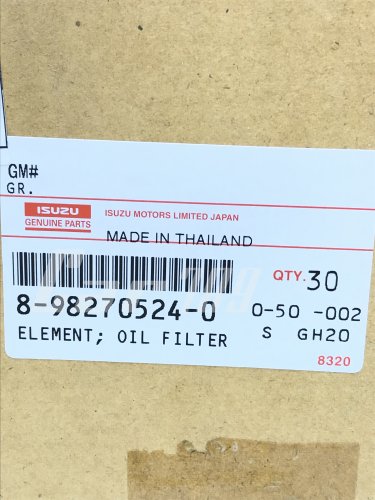 GM#
GR.
ISUZU
GENUINE PARTS
ISUZU MOTORS LIMITED JAPAN
MADE IN THAILAND
QTY. 30
8-98270524-0
0-50 -002
ELEMENT; OIL FILTER
S GH20
8320